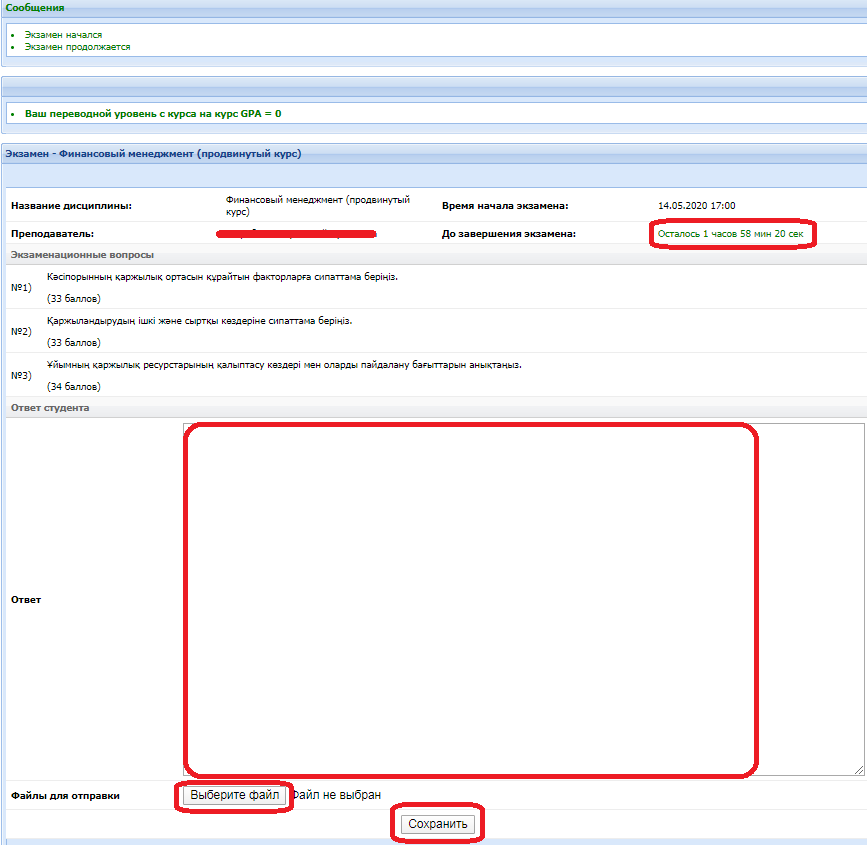 Сообщения
Экзамен начался
Экзамен продолжается
Ваш переводной уровень с курса на курс GPA = 0
Экзамен - Финансовый менеджмент (продвинутый курс)
Название дисциплины: Финансовый менеджмент (продвинутый курс) Время начала экзамена: 14.05.2020 17:00
Преподаватель: До завершения экзамена: Осталось 1 часов 58 мин 20 сек
Экзаменационные вопросы
№1) Кәсіпорынның қаржылық ортасын құрайтын факторларға сипаттама беріңіз.
(33 баллов)
№2) Қаржыландырудың ішкі және сыртқы көздеріне сипаттама беріңіз.
(33 баллов)
№3) Ұйымның қаржылық ресурстарының қалыптасу көздері мен оларды пайдалану бағыттарын анықтаңыз.
(34 баллов)
Ответ студента
Ответ
Файлы для отправки Выберите файл Файл не выбран
Сохранить